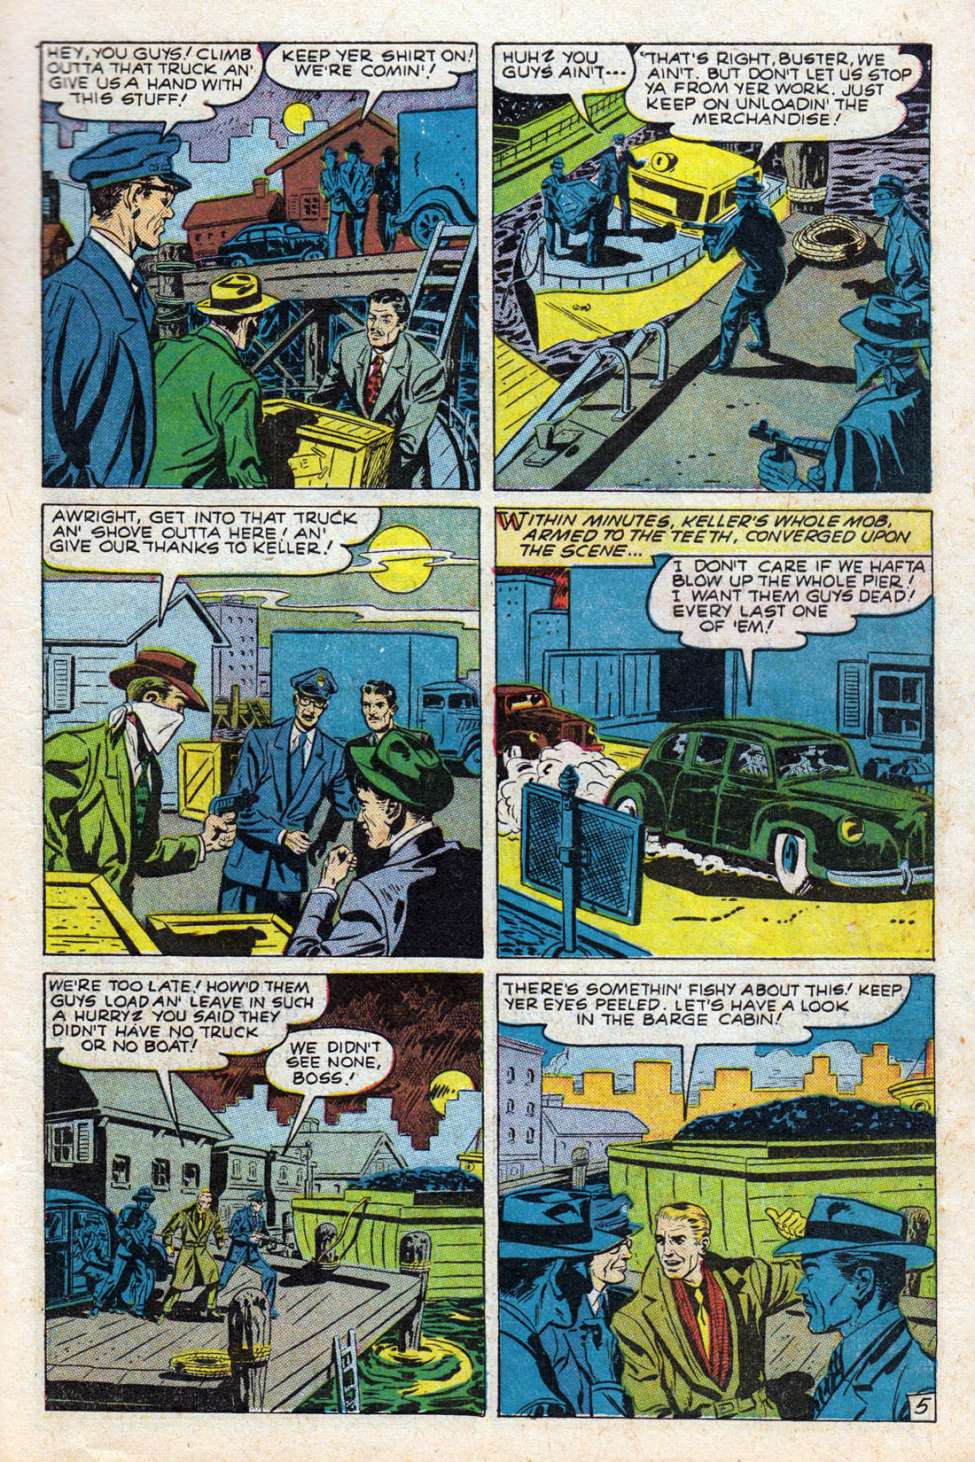 HEY, YOU GUYS! CLIMB
OUTTA THAT TRUCK AN'
GIVE US A HAND WITH
THIS STUFF!
KEEP YER SHIRT ON!
WE'RE COMIN'!
HUH? YOU
GUYS AIN'T---
THAT'S RIGHT, BUSTER, WE
AIN'T. BUT DON'T LET US STOP
YA FROM YER WORK. JUST
KEEP ON UNLOADIN' THE
MERCHANDISE!
AWRIGHT, GET INTO THAT TRUCK
AN' SHOVE OUTTA HERE! AN'
GIVE OUR THANKS TO KELLER!
WITHIN MINUTES, KELLER'S WHOLE MOB,
ARMED TO THE TEETH, CONVERGED UPON
THE SCENE...
I DON'T CARE IF WE HAFTA
BLOW UP THE WHOLE PIER!
I WANT THEM GUYS DEAD!
EVERY LAST ONE
OF 'EM!
WE'RE TOO LATE! HOW'D THEM
GUYS LOAD AN' LEAVE IN SUCH
A HURRY? YOU SAID THEY
DIDN'T HAVE NO TRUCK
OR NO BOAT!
WE DIDN'T
SEE NONE,
BOSS!
THERE'S SOMETHIN' FISHY ABOUT THIS! KEEP
YER EYES PEELED. LET'S HAVE A LOOK
IN THE BARGE CABIN!
5